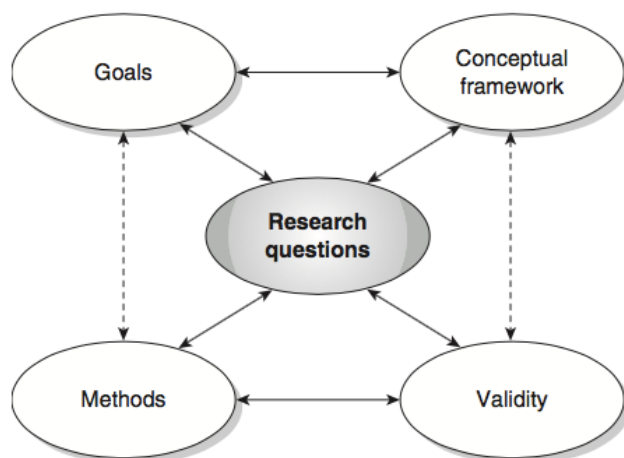 Goals
Conceptual
framework
Research
questions
Methods
Validity